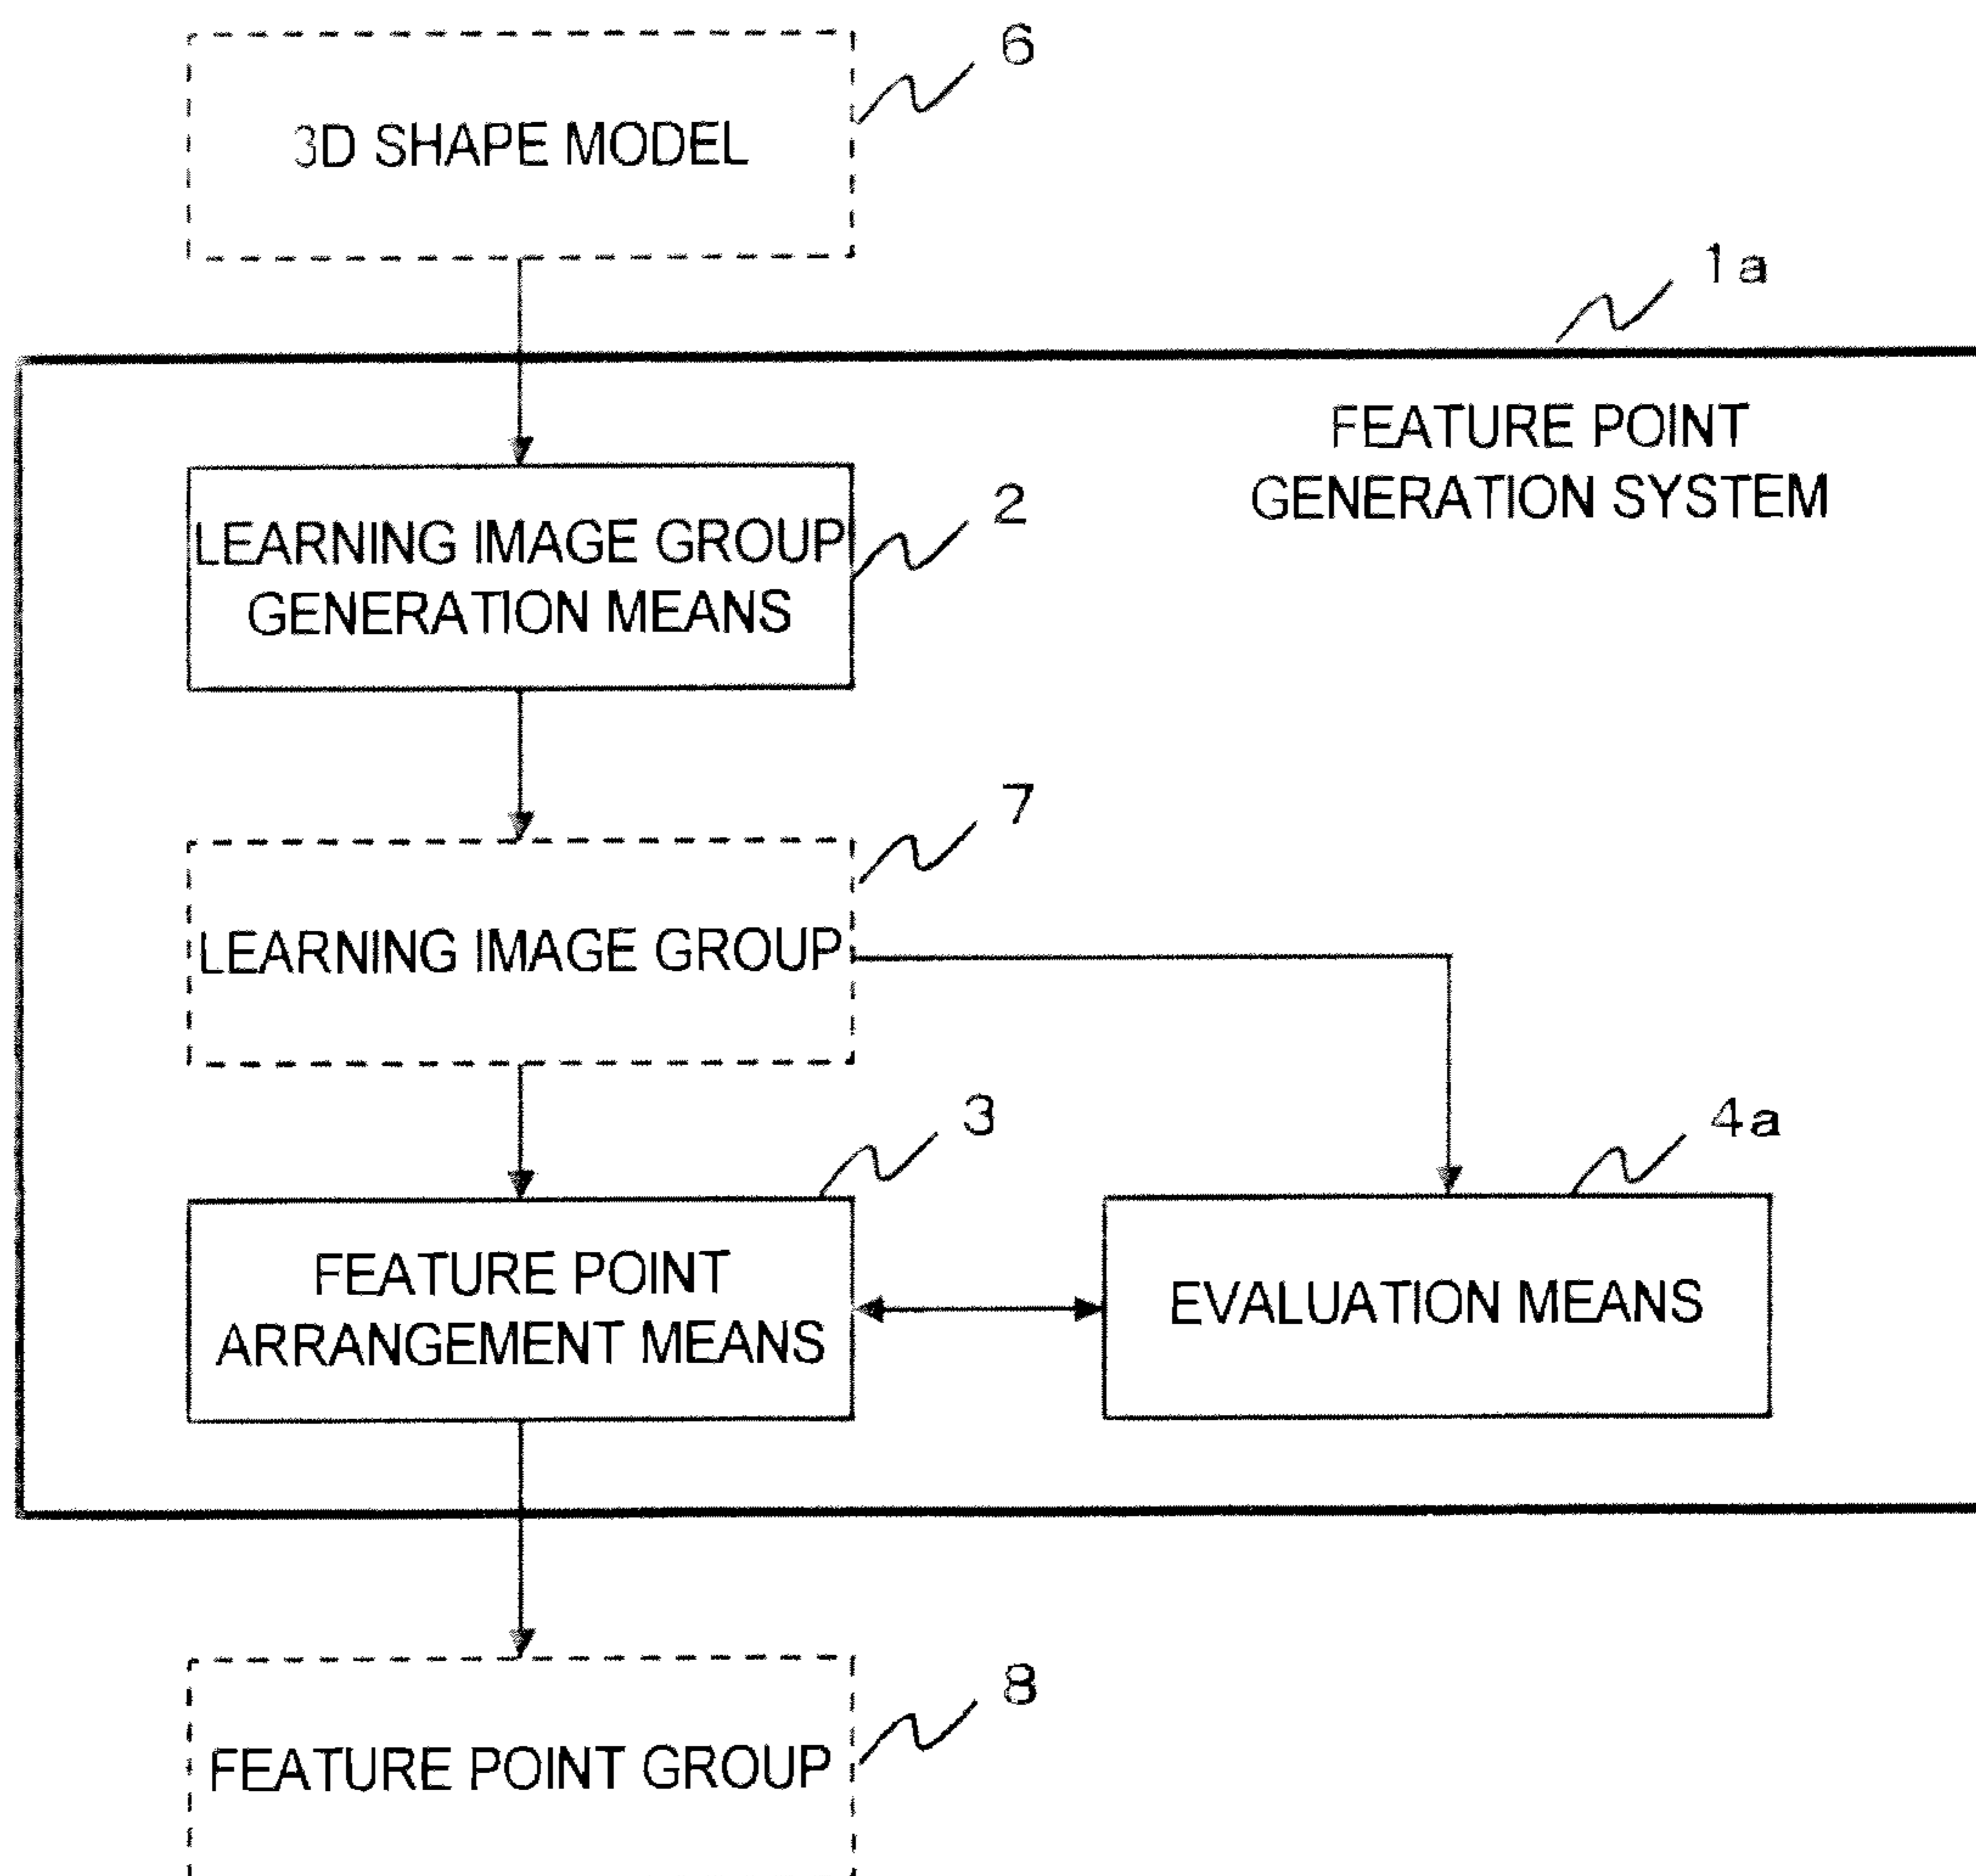 6
3D SHAPE MODEL
1a
FEATURE POINT
GENERATION SYSTEM
2
LEARNING IMAGE GROUP
GENERATION MEANS
7
LEARNING IMAGE GROUP
3
4a
FEATURE POINT
ARRANGEMENT MEANS
EVALUATION MEANS
8
FEATURE POINT GROUP